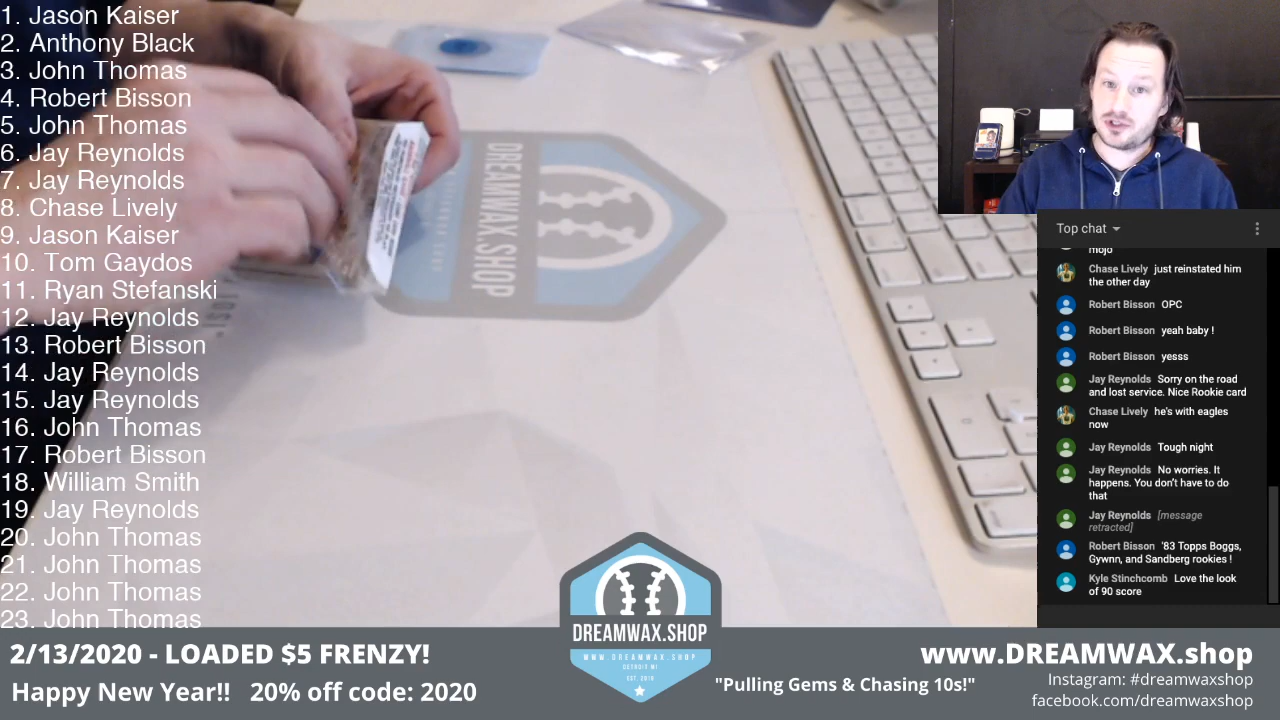 1. Jason Kaiser
2. Anthony Black
3. John Thomas
4. Robert Bisson
5. John Thomas
6. Jay Reynolds
7. Jay Reynolds
8. Chase Lively
9. Jason Kaiser
10. Tom Gaydos
11. Ryan Stefanski
12. Jay Reynolds
13. Robert Bisson
14. Jay Reynolds
15. Jay Reynolds
16. John Thomas
17. Robert Bisson
18. William Smith
19. Jay Reynolds
20. John Thomas
21. John Thomas
22. John Thomas
23. John Thomas
DREAMWAX.SHOP
Top chat
mojo
Chase Lively just reinstated him
the other day
Robert Bisson OPC
Robert Bisson yeah baby !
Robert Bisson yesss
Jay Reynolds Sorry on the road
and lost service. Nice Rookie card
Chase Lively he's with eagles
now
Jay Reynolds Tough night
Jay Reynolds No worries. It
happens. You don't have to do
that
Jay Reynolds [message
retracted]
Robert Bisson '83 Topps Boggs,
Gywnn, and Sandberg rookies !
Kyle Stinchcomb Love the look
of 90 score
2/13/2020 - LOADED $5 FRENZY!
Happy New Year!! 20% off code: 2020
DREAMWAX.SHOP
WWW.DREAMWAX.SHOP
DETROIT MI
EST. 2016
"Pulling Gems & Chasing 10s!"
www.DREAMWAX.shop
Instagram: #dreamwaxshop
facebook.com/dreamwaxshop